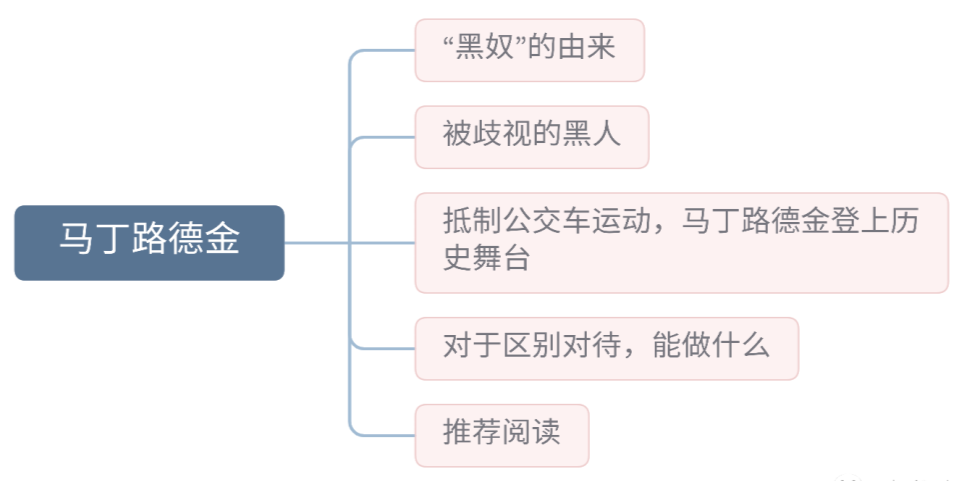 “黑奴”的由来
被歧视的黑人
马丁路德金
抵制公交车运动，马丁路德金登上历
史舞台
对于区别对待，能做什么
推荐阅读